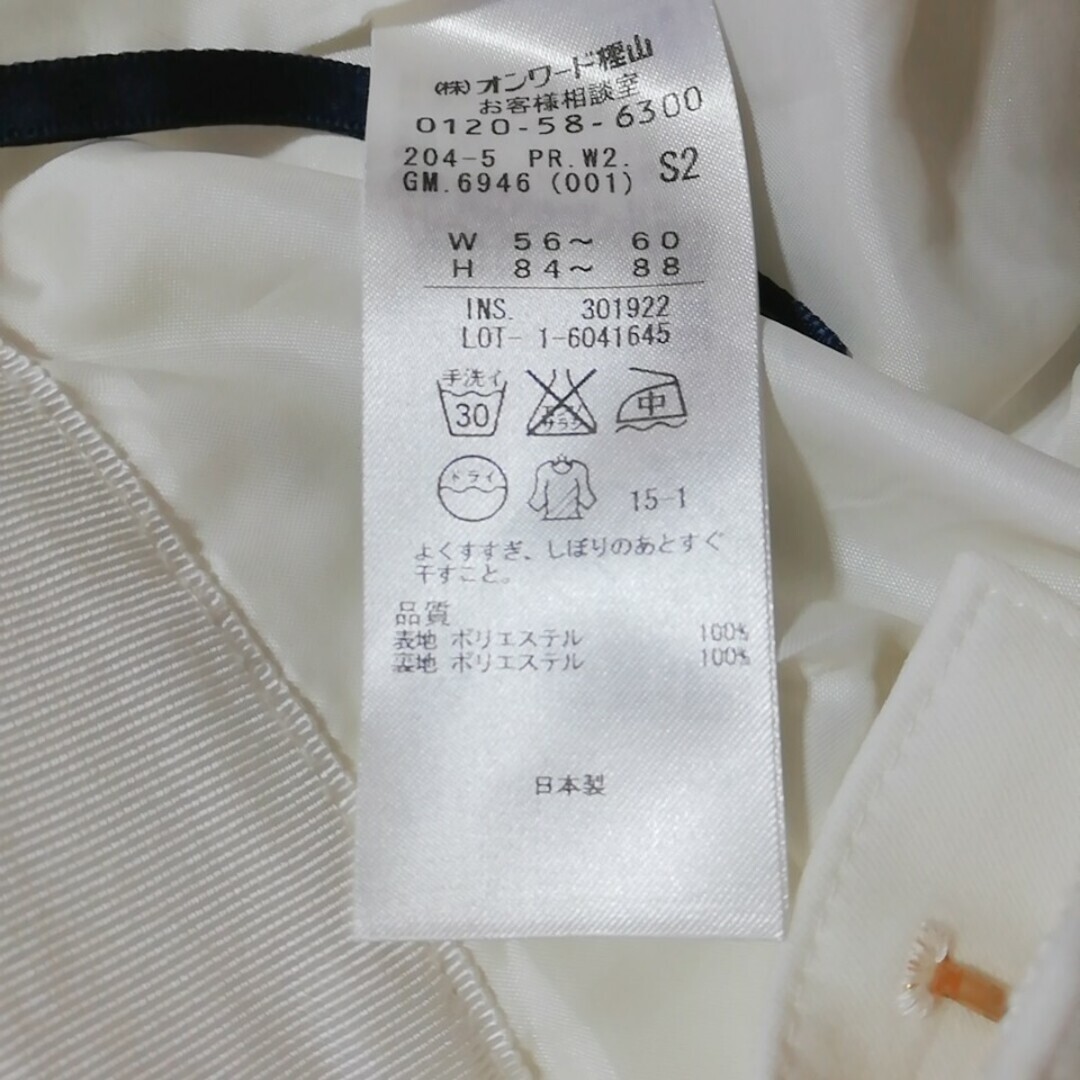 (株)オンワード樫山
お客様相談室
0120-58-6300
204-5 PR.W2. S2
GM.6946 (001)
W 56〜 60
H 84〜 88
INS. 301922
LOT- 1-6041645
手洗イ
30
サラシ
中
ドライ
15-1
よくすすぎ、しぼりのあとすぐ
干すこと。
品質
表地 ポリエステル 100%
裏地 ポリエステル 100%
日本製